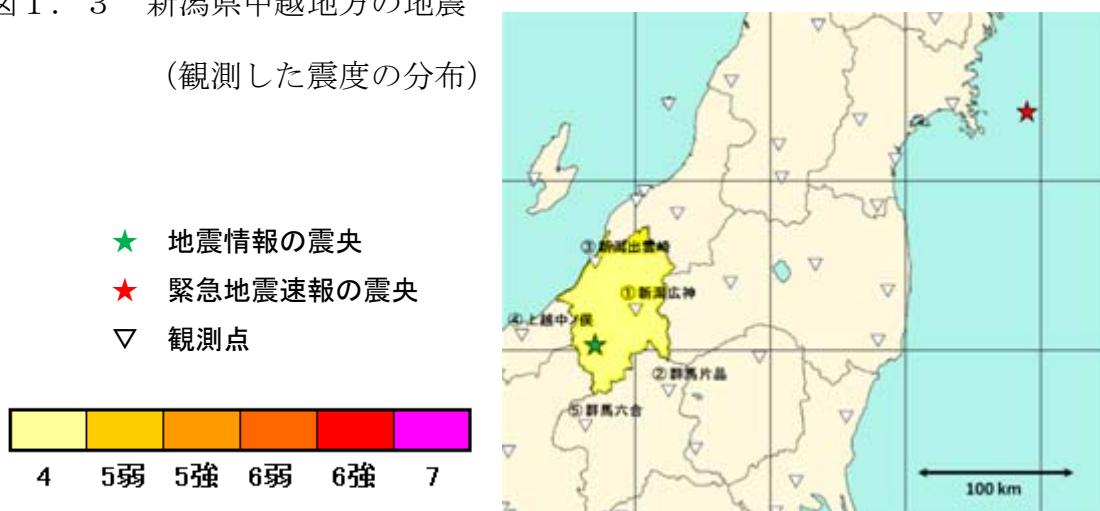 図1.3 新潟県中越地方の地震
(観測した震度の分布)
★ 地震情報の震央
★ 緊急地震速報の震央
▽ 観測点
4 5弱 5強 6弱 6強 7
③新潟出雲崎
①新潟広神
④上越中ノ俣
②群馬片品
⑤群馬六合
100 km